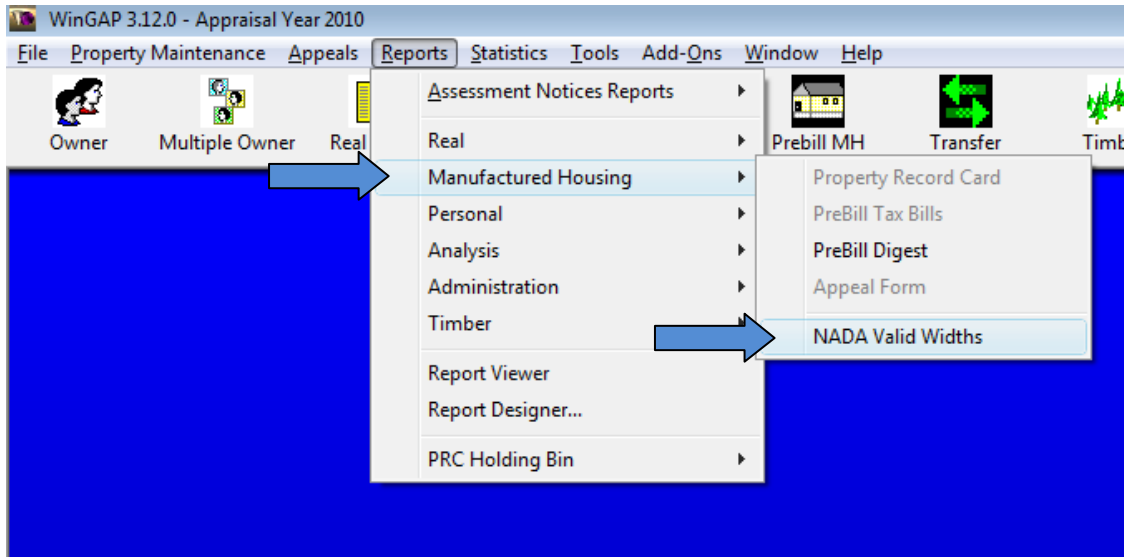 WinGAP 3.12.0 - Appraisal Year 2010
File Property Maintenance Appeals Reports Statistics Tools Add-Ons Window Help
Owner Multiple Owner Real Prebill MH Transfer Timb
Assessment Notices Reports
Real
Manufactured Housing
Personal
Analysis
Administration
Timber
Report Viewer
Report Designer...
PRC Holding Bin
Property Record Card
PreBill Tax Bills
PreBill Digest
Appeal Form
NADA Valid Widths